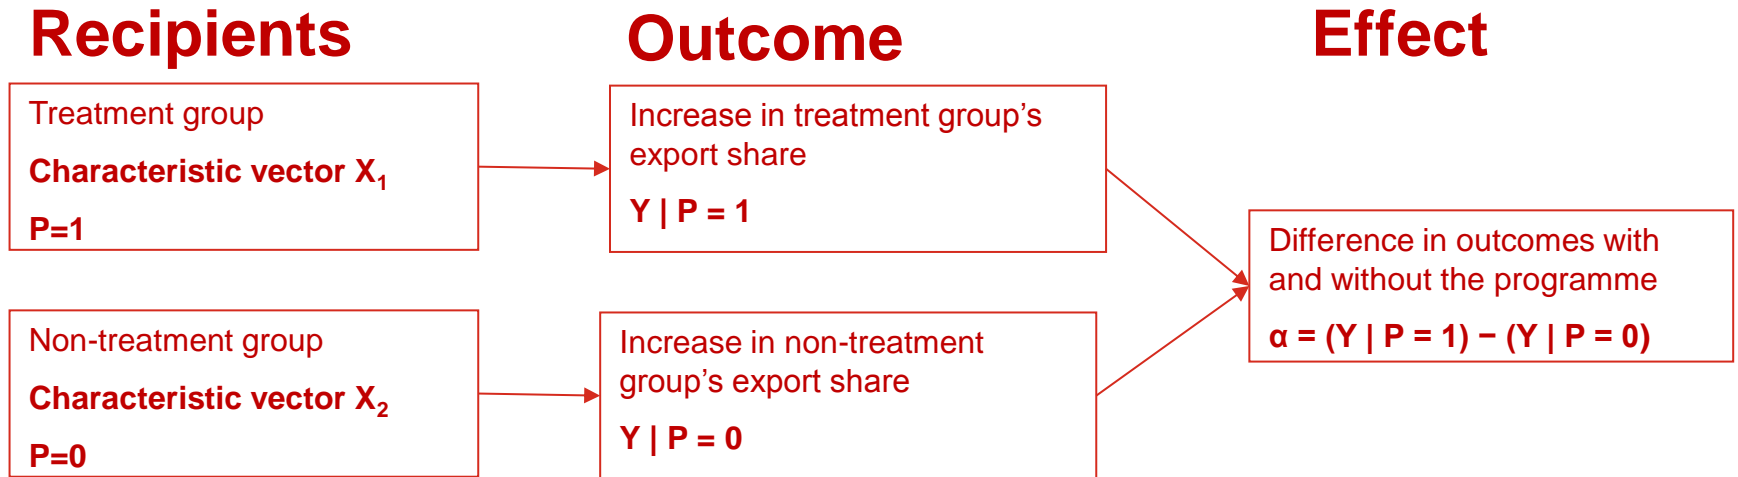 Recipients
Outcome
Effect
Treatment group
Characteristic vector X₁
P=1
Increase in treatment group’s
export share
Y | P = 1
Non-treatment group
Characteristic vector X₂
P=0
Increase in non-treatment
group’s export share
Y | P = 0
Difference in outcomes with
and without the programme
α = (Y | P = 1) − (Y | P = 0)